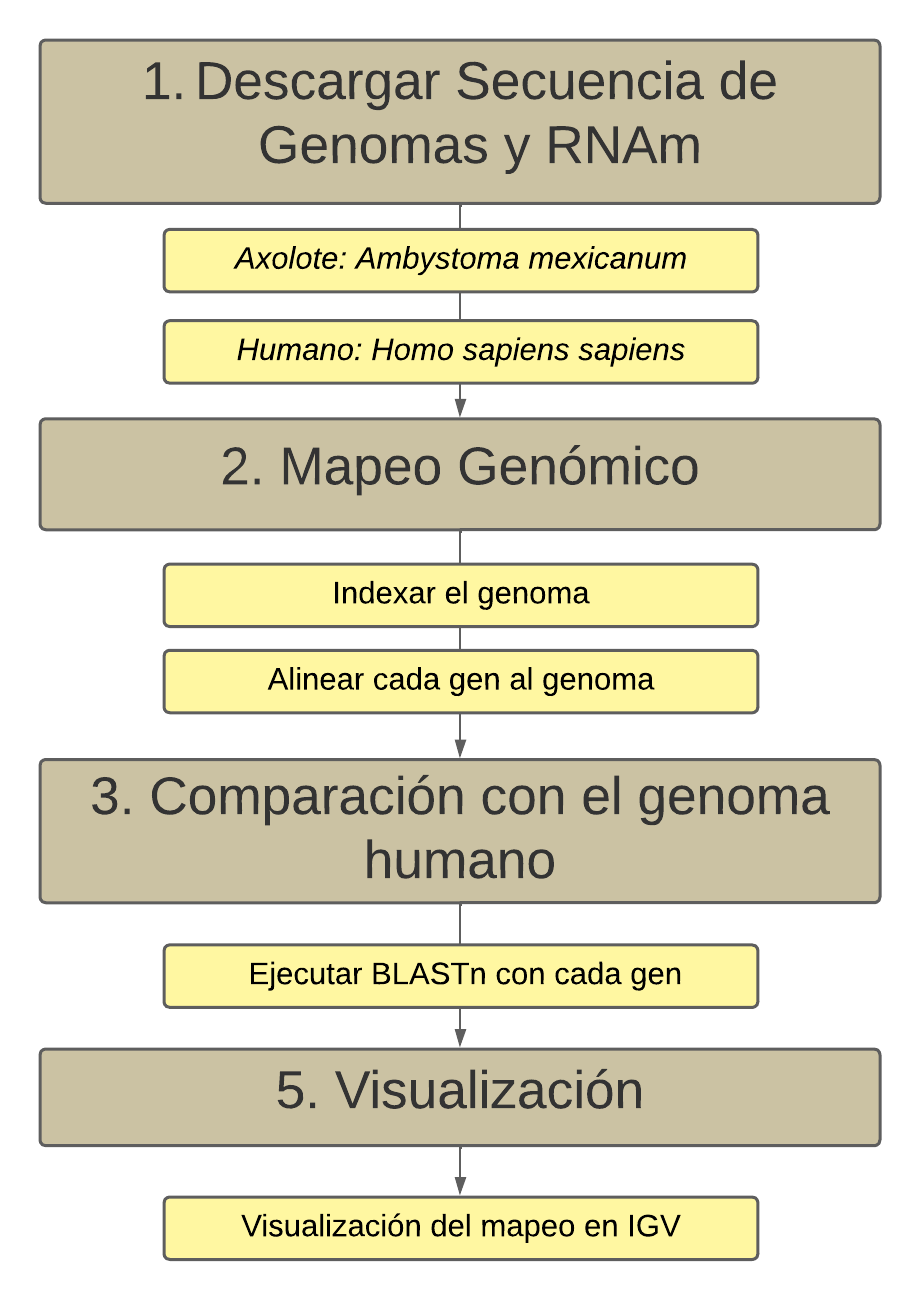 1. Descargar Secuencia de
Genomas y RNAm
Axolote: Ambystoma mexicanum
Humano: Homo sapiens sapiens
2. Mapeo Genómico
Indexar el genoma
Alinear cada gen al genoma
3. Comparación con el genoma
humano
Ejecutar BLASTn con cada gen
5. Visualización
Visualización del mapeo en IGV